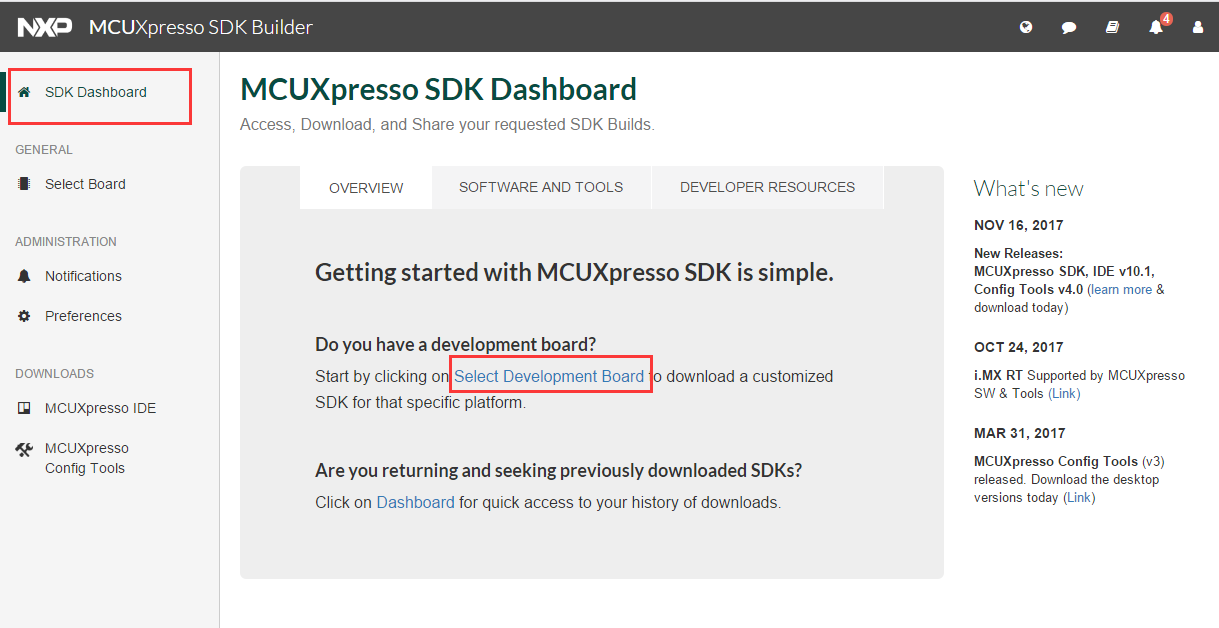 NXP MCUXpresso SDK Builder
4
SDK Dashboard
GENERAL
Select Board
ADMINISTRATION
Notifications
Preferences
DOWNLOADS
MCUXpresso IDE
MCUXpresso
Config Tools
MCUXpresso SDK Dashboard
Access, Download, and Share your requested SDK Builds.
OVERVIEW SOFTWARE AND TOOLS DEVELOPER RESOURCES
Getting started with MCUXpresso SDK is simple.
Do you have a development board?
Start by clicking on Select Development Board to download a customized
SDK for that specific platform.
Are you returning and seeking previously downloaded SDKs?
Click on Dashboard for quick access to your history of downloads.
What's new
NOV 16, 2017
New Releases:
MCUXpresso SDK, IDE v10.1,
Config Tools v4.0 (learn more &
download today)
OCT 24, 2017
i.MX RT Supported by MCUXpresso
SW & Tools (Link)
MAR 31, 2017
MCUXpresso Config Tools (v3)
released. Download the desktop
versions today (Link)